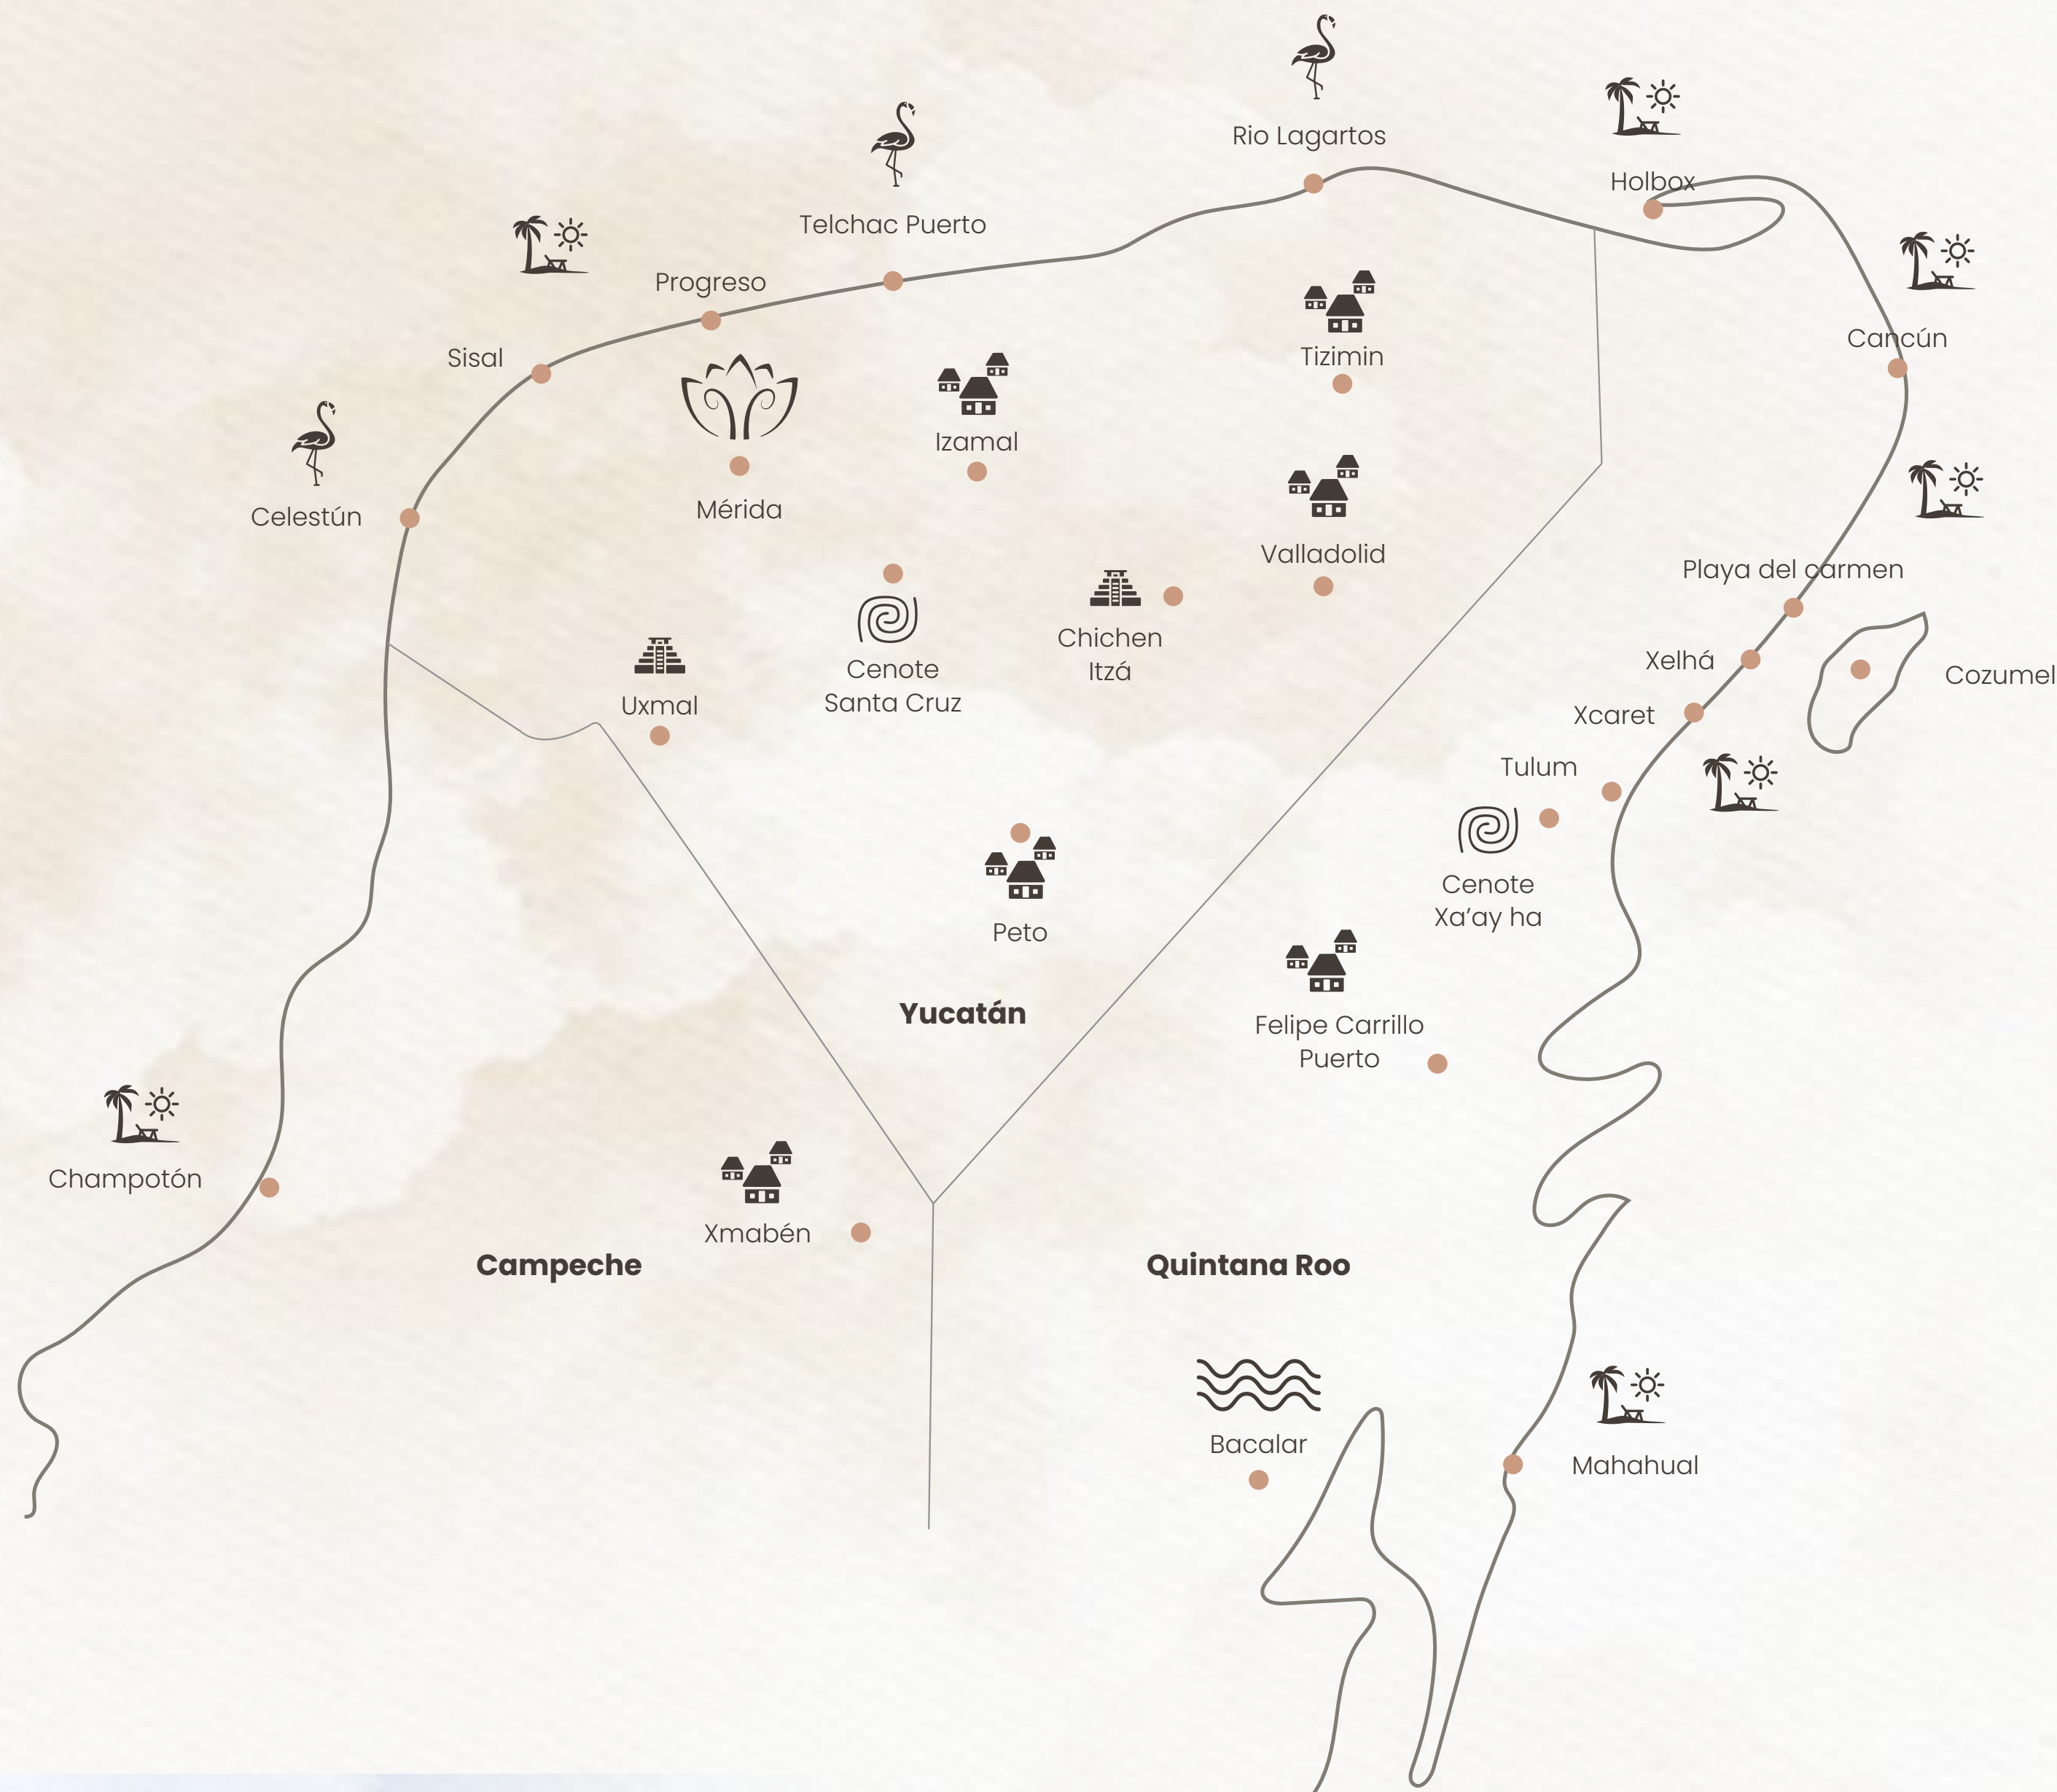 Rio Lagartos
Holbox
Telchac Puerto
Progreso
Cancún
Sisal
Tizimin
Izamal
Celestún
Mérida
Valladolid
Playa del carmen
Chichen
Itzá
Cenote
Santa Cruz
Xelhá
Cozumel
Uxmal
Xcaret
Tulum
Cenote
Xa’ay ha
Peto
Yucatán
Felipe Carrillo
Puerto
Champotón
Xmabén
Campeche
Quintana Roo
Bacalar
Mahahual